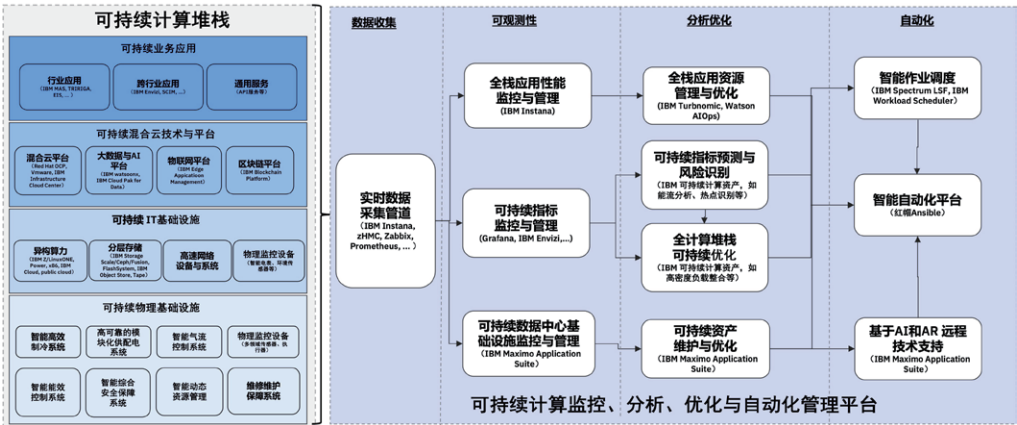 可持续计算堆栈
可持续业务应用
行业应用
(IBM MAS, TRIRIGA,
EIS, ... )
跨行业应用
(IBM Envizi, SCIM, ...)
通用服务
(API服务等)
可持续混合云技术与平台
混合云平台
(Red Hat OCP,
Vmware, IBM
Infrastructure
Cloud Center)
大数据与AI
平台
(IBM watsonx,
IBM Cloud Pak for
Data)
物联网平台
(IBM Edge
Application
Management)
区块链平台
(IBM Blockchain
Platform)
可持续 IT基础设施
异构算力
(IBM Z/LinuxONE,
Power, x86, IBM
Cloud, public cloud)
分层存储
(IBM Storage
Scale/Ceph/Fusion,
FlashSystem, IBM
Object Store, Tape)
高速网络
设备与系统
物理监控设备
(智能电表、环境传
感器等)
可持续物理基础设施
智能高效
制冷系统
高可靠的模
块化供配电
系统
智能气流
控制系统
物理监控设备
(多领域传感器、执
行器)
智能能效
控制系统
智能综合
安全保障
系统
智能动态
资源管理
维修维护
保障系统
数据收集
可观测性
分析优化
自动化
实时数据
采集管道
(IBM Instana,
zHMC, Zabbix,
Prometheus, ... )
全栈应用性能
监控与管理
(IBM Instana)
可持续指标
监控与管理
(Grafana, IBM Envizi,...)
可持续数据中心基
础设施监控与管理
(IBM Maximo Application
Suite)
全栈应用资源
管理与优化
(IBM Turbnomic, Watson
AIOps)
可持续指标预测与
风险识别
(IBM 可持续计算资产，如
能流分析、热点识别等)
全计算堆栈
可持续优化
(IBM 可持续计算资产，如
高密度负载整合等)
可持续资产
维护与优化
(IBM Maximo Application
Suite)
智能作业调度
(IBM Spectrum LSF, IBM
Workload Scheduler)
智能自动化平台
(红帽Ansible)
基于AI和AR 远程
技术支持
(IBM Maximo Application
Suite)
可持续计算监控、分析、优化与自动化管理平台